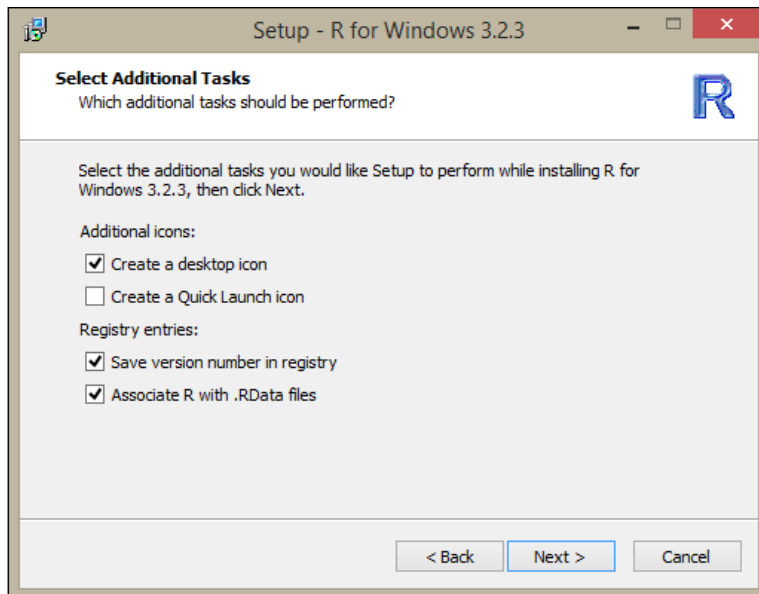 Setup - R for Windows 3.2.3
Select Additional Tasks
Which additional tasks should be performed?
R
Select the additional tasks you would like Setup to perform while installing R for
Windows 3.2.3, then click Next.
Additional icons:
Create a desktop icon
Create a Quick Launch icon
Registry entries:
Save version number in registry
Associate R with .RData files
< Back
Next >
Cancel